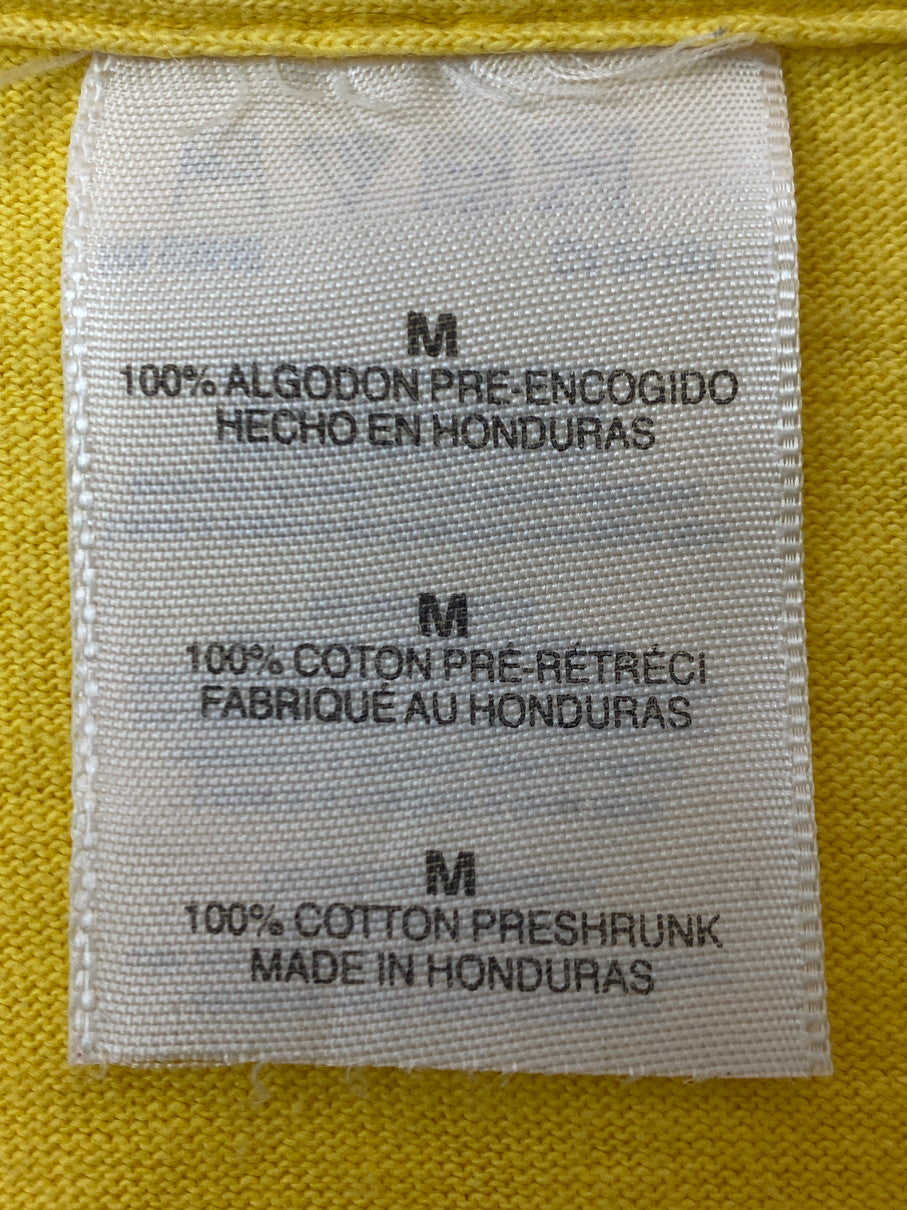 M
100% ALGODON PRE-ENCOGIDO
HECHO EN HONDURAS
M
100% COTON PRÉ-RÉTRÉCI
FABRIQUÉ AU HONDURAS
M
100% COTTON PRESHRUNK
MADE IN HONDURAS